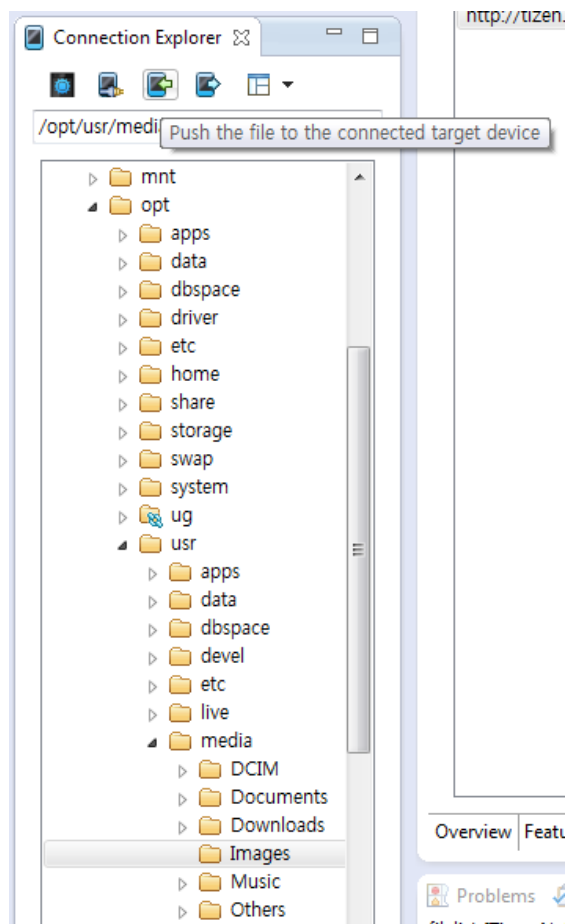 http://tizen.
Connection Explorer
/opt/usr/medi
Push the file to the connected target device
mnt
opt
apps
data
dbspace
driver
etc
home
share
storage
swap
system
ug
usr
apps
data
dbspace
devel
etc
live
media
DCIM
Documents
Downloads
Images
Music
Others
Overview Featu
Problems